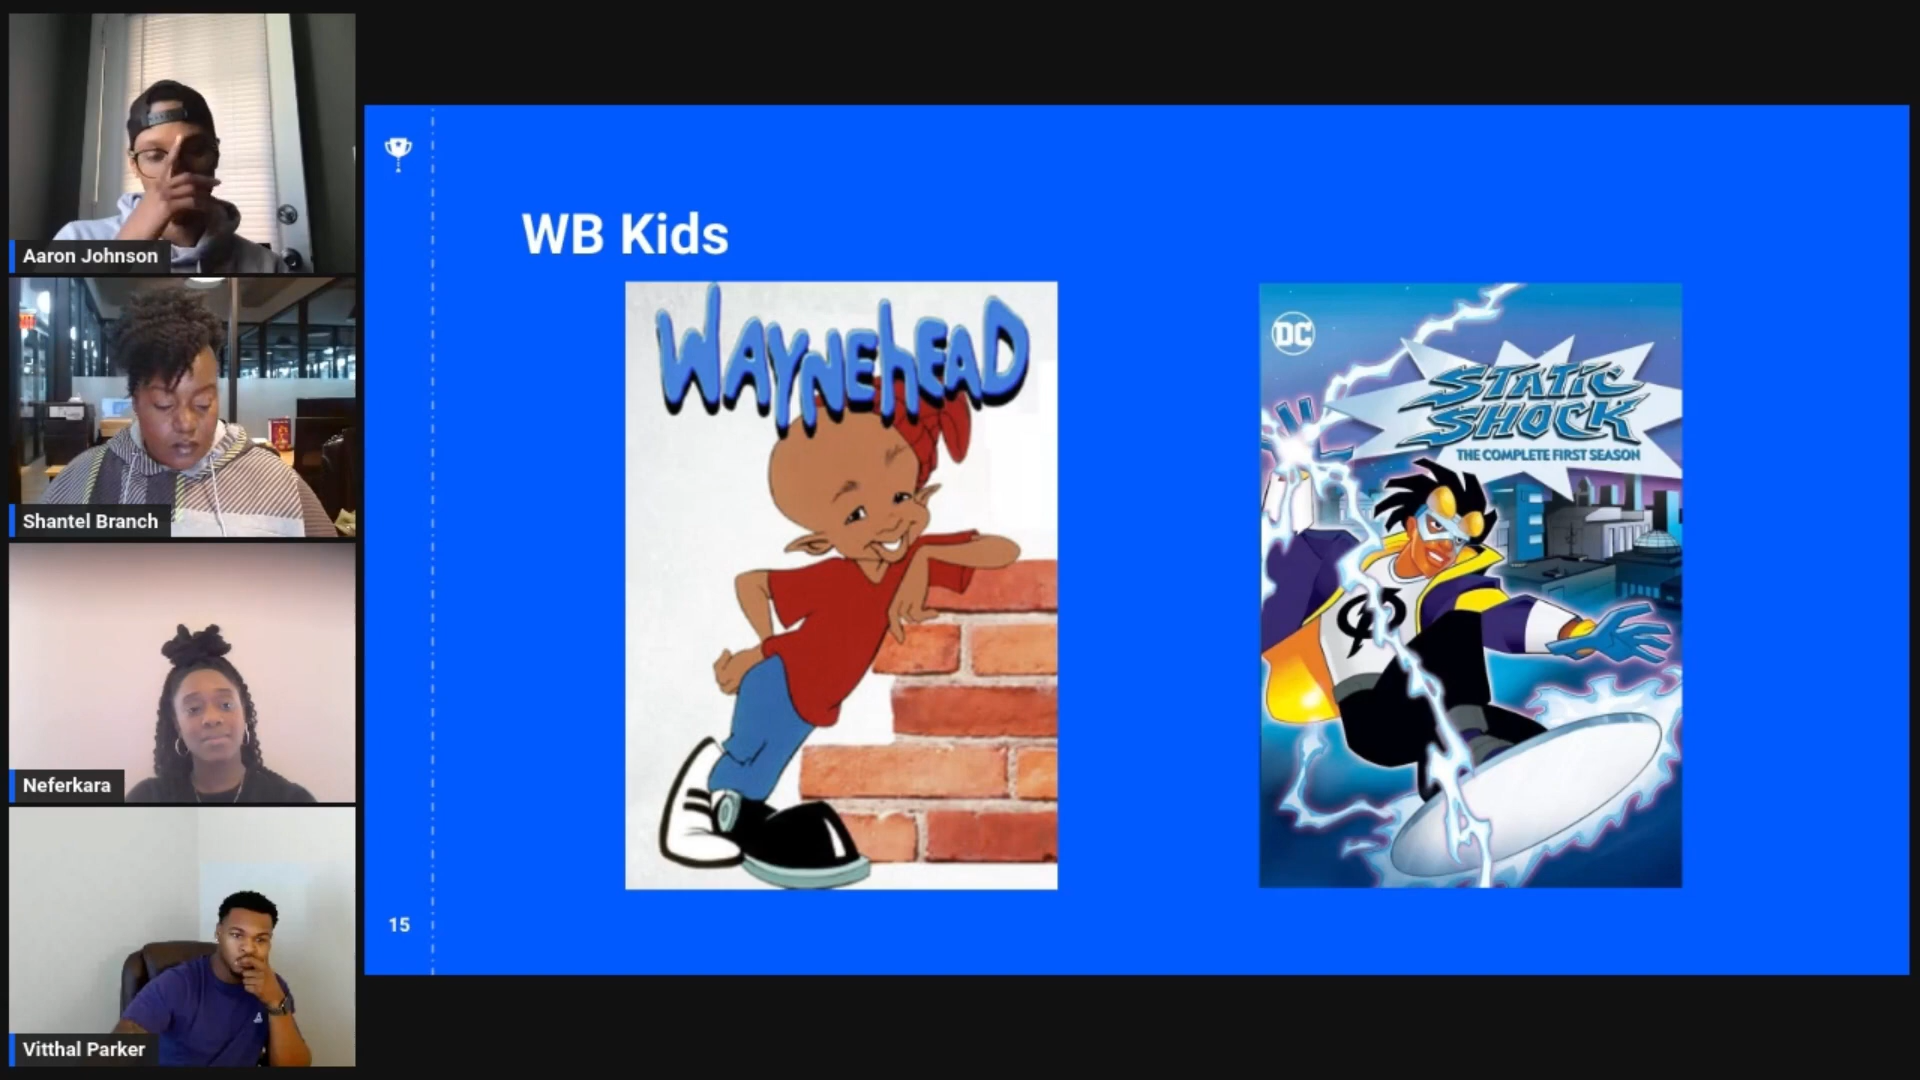 Aaron Johnson
Shantel Branch
Neferkara
Vitthal Parker
WB Kids
WAYNEhEAD
DC
STATIC
SHOCK
THE COMPLETE FIRST SEASON
15